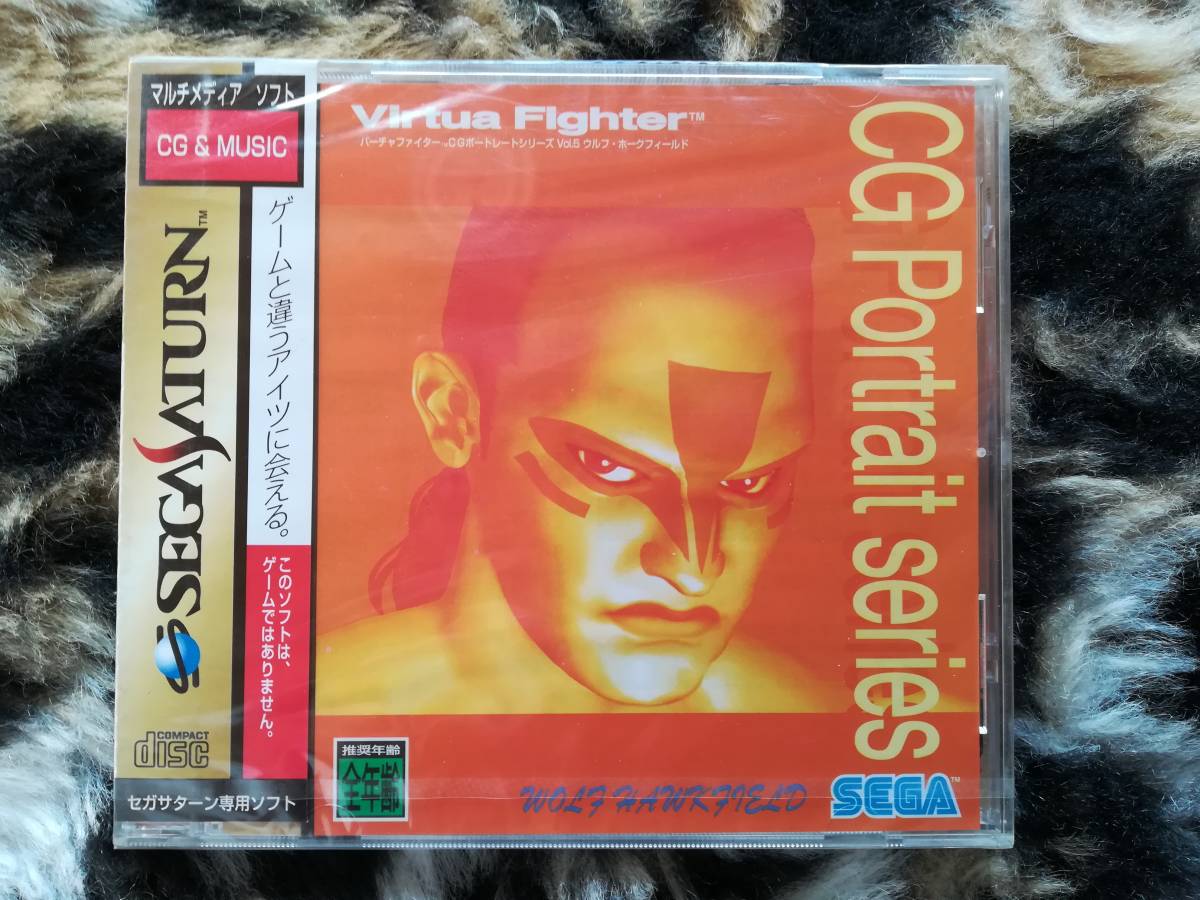 マルチメディア ソフト
CG & MUSIC
SEGA SATURN™
ゲームと違うアイツに会える。
このソフトは、
ゲームではありません。
COMPACT
disc
セガサターン専用ソフト
Virtua Fighter™
バーチャファイター™CGポートレートシリーズ Vol.5 ウルフ・ホークフィールド
CG Portrait series
推奨年齢
全年齢
WOLF HAWKFIELD
SEGA™